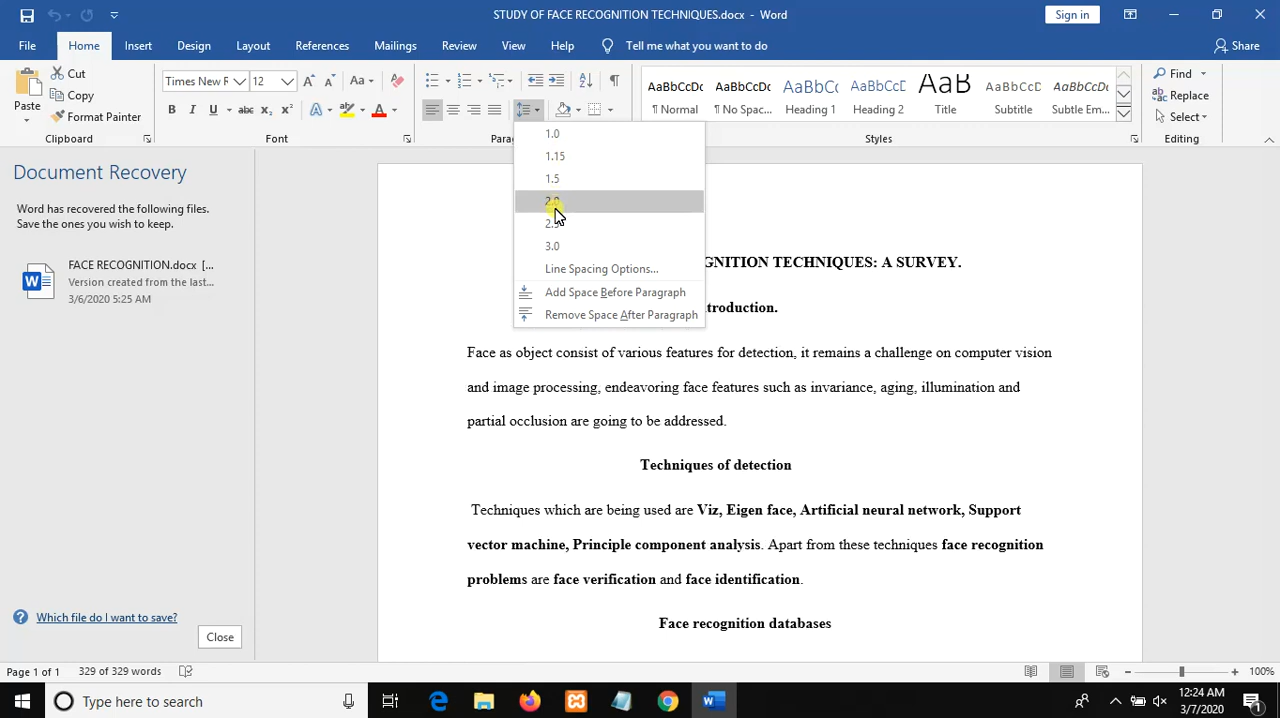 STUDY OF FACE RECOGNITION TECHNIQUES.docx - Word
Sign in
File Home Insert Design Layout References Mailings Review View Help Tell me what you want to do
Share
Paste
Cut
Copy
Format Painter
Clipboard
Times New R 12
Font
AaBbCcDc AaBbCcDc AaBbCcD AaBbCcD AaB AaBbCcD AaBbCcDc
¶ Normal ¶ No Spac... Heading 1 Heading 2 Title Subtitle Subtle Em...
Styles
Find
Replace
Select
Editing
1.0
1.15
1.5
2.0
3.0
Line Spacing Options...
Add Space Before Paragraph
Remove Space After Paragraph
Document Recovery
Word has recovered the following files.
Save the ones you wish to keep.
FACE RECOGNITION.docx [...
Version created from the last...
3/6/2020 5:25 AM
Which file do I want to save?
Close
GNITION TECHNIQUES: A SURVEY.
troduction.
Face as object consist of various features for detection, it remains a challenge on computer vision
and image processing, endeavoring face features such as invariance, aging, illumination and
partial occlusion are going to be addressed.
Techniques of detection
Techniques which are being used are Viz, Eigen face, Artificial neural network, Support
vector machine, Principle component analysis. Apart from these techniques face recognition
problems are face verification and face identification.
Face recognition databases
Page 1 of 1 329 of 329 words
100%
Type here to search
12:24 AM
3/7/2020
1